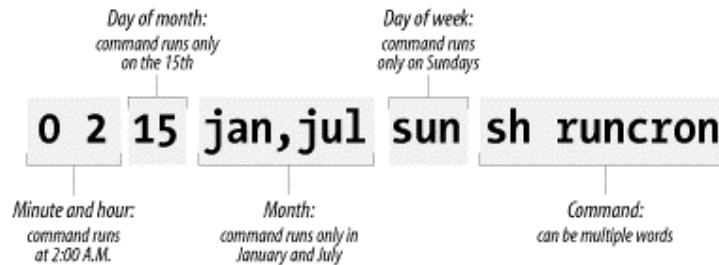 Day of month:
command runs only
on the 15th
Day of week:
command runs
only on Sundays
0 2 15 jan,jul sun sh runcron
Minute and hour:
command runs
at 2:00 A.M.
Month:
command runs only in
January and July
Command:
can be multiple words